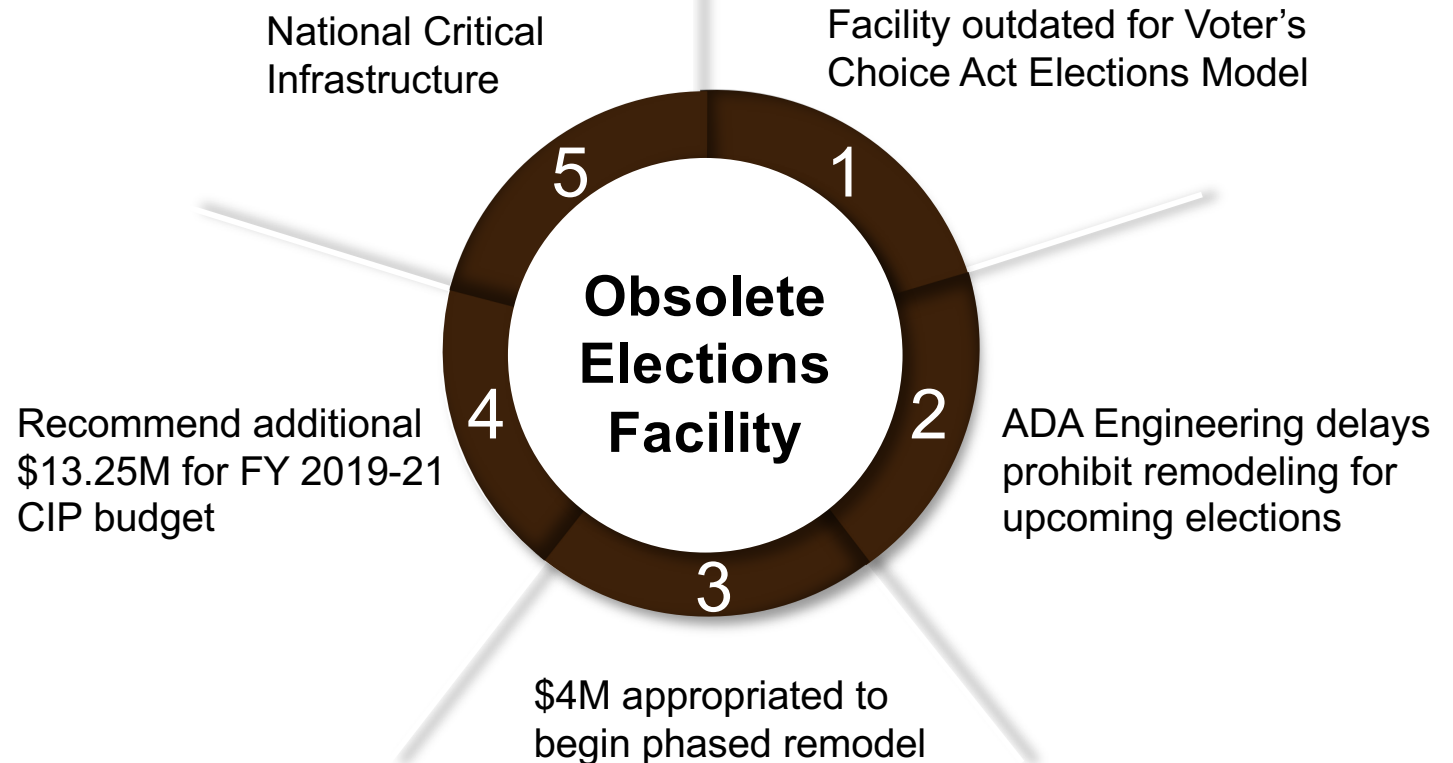 National Critical
Infrastructure
Facility outdated for Voter’s
Choice Act Elections Model
5
1
Obsolete
Elections
Facility
4
2
Recommend additional
$13.25M for FY 2019-21
CIP budget
ADA Engineering delays
prohibit remodeling for
upcoming elections
3
$4M appropriated to
begin phased remodel